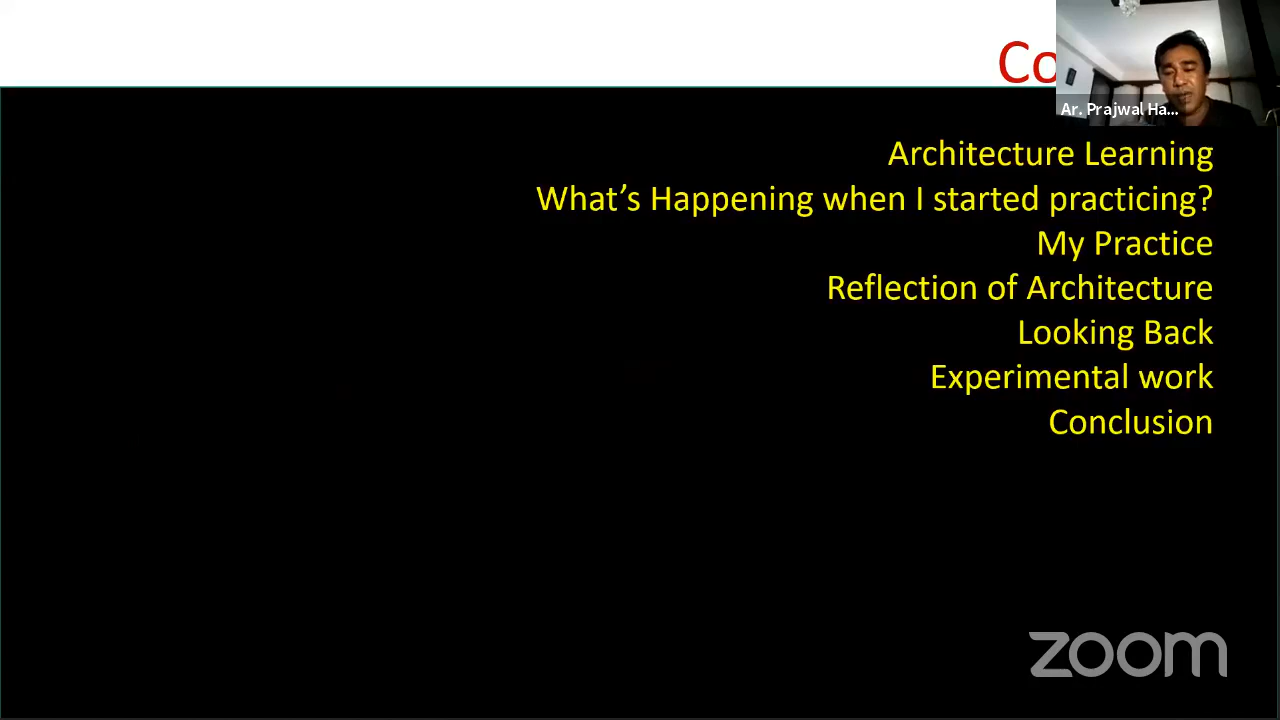 Ar. Prajwal Ha...
Architecture Learning
What’s Happening when I started practicing?
My Practice
Reflection of Architecture
Looking Back
Experimental work
Conclusion
zoom